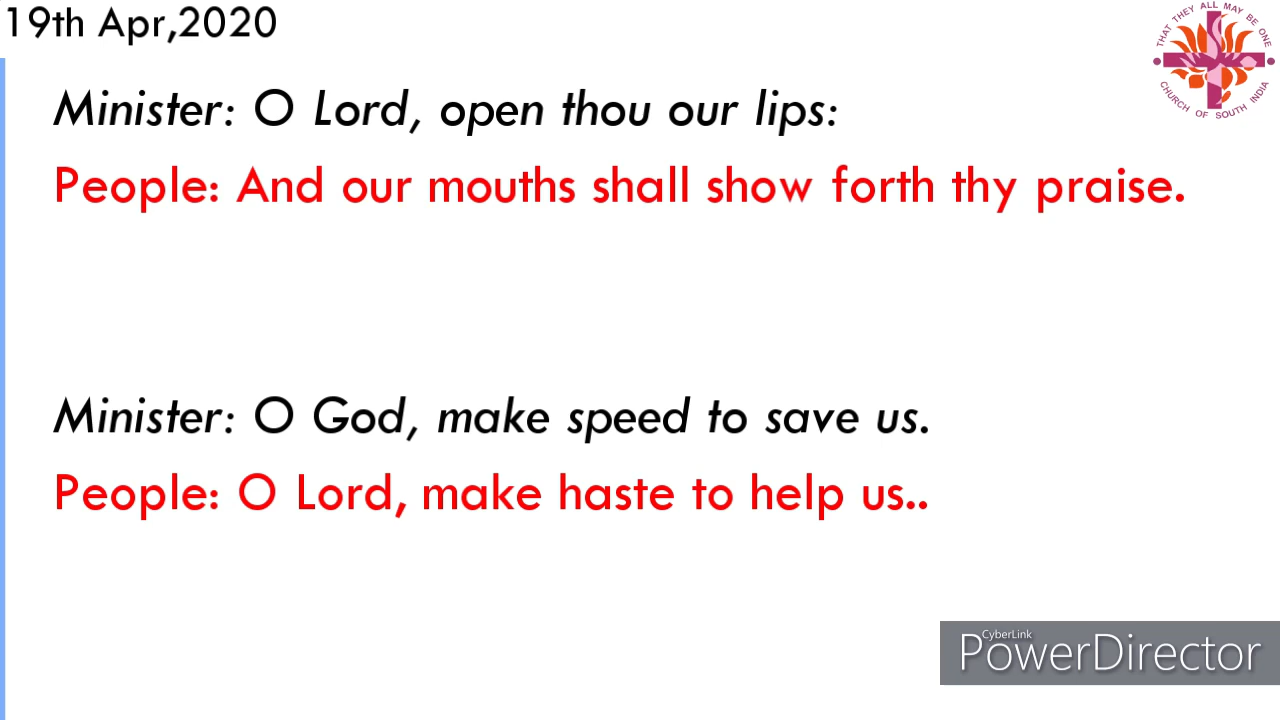 19th Apr,2020
THAT THEY ALL MAY BE ONE
CHURCH OF SOUTH INDIA
Minister: O Lord, open thou our lips:
People: And our mouths shall show forth thy praise.
Minister: O God, make speed to save us.
People: O Lord, make haste to help us..
CyberLink
PowerDirector